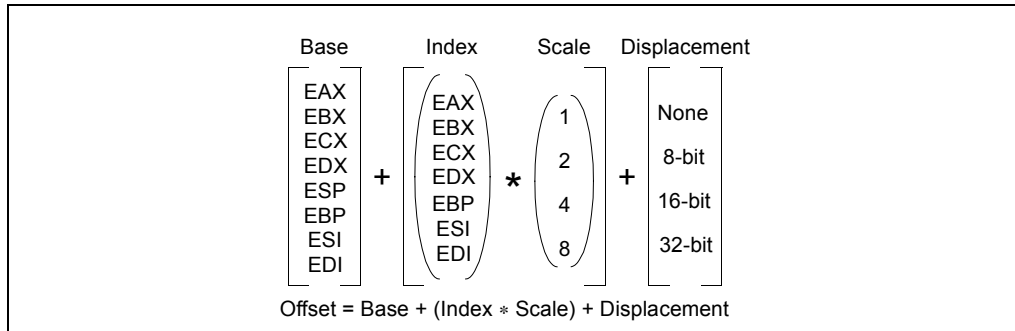 Base Index Scale Displacement
EAX
EBX
ECX
EDX
ESP
EBP
ESI
EDI
+
EAX
EBX
ECX
EDX
EBP
ESI
EDI
*
1
2
4
8
+
None
8-bit
16-bit
32-bit
Offset = Base + (Index * Scale) + Displacement